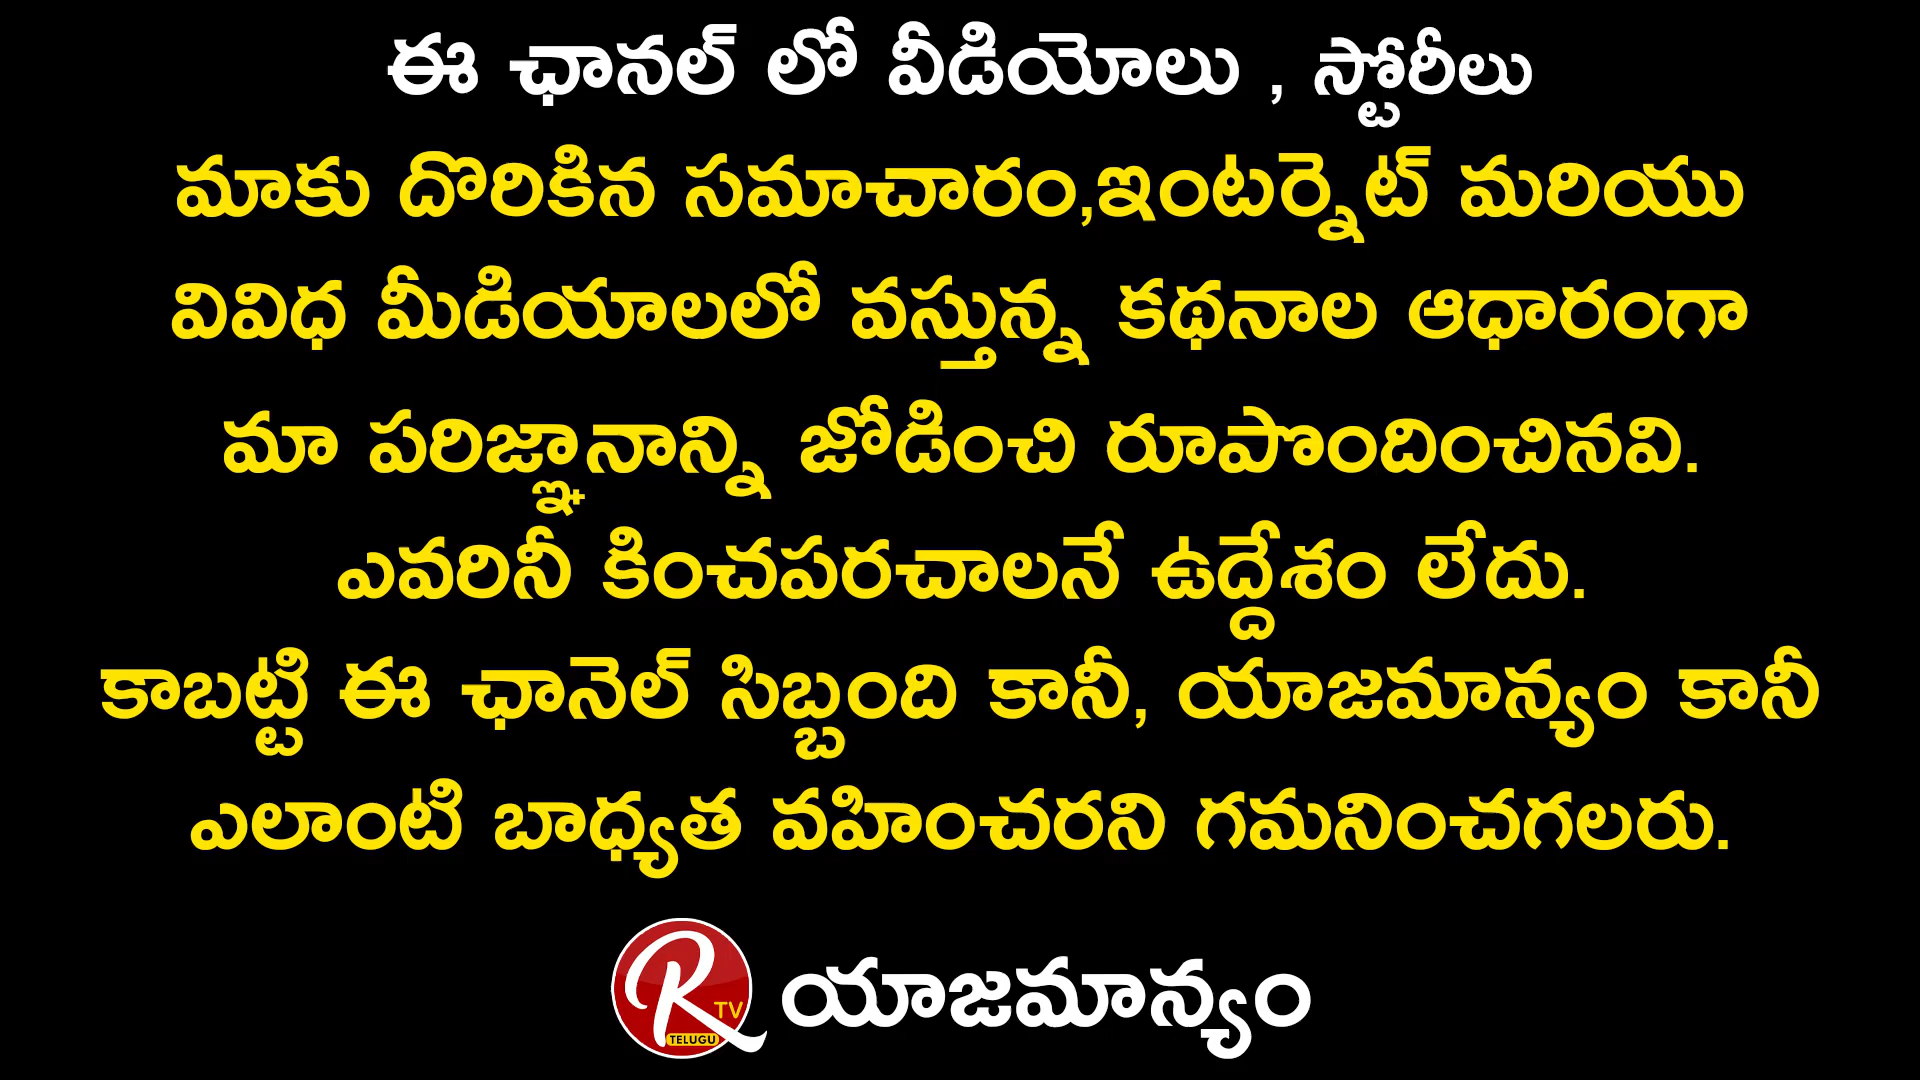 ఈ ఛానల్ లో వీడియోలు , స్టోరీలు
మాకు దొరికిన సమాచారం,ఇంటర్నెట్ మరియు
వివిధ మీడియాలలో వస్తున్న కథనాల ఆధారంగా
మా పరిజ్ఞానాన్ని జోడించి రూపొందించినవి.
ఎవరినీ కించపరచాలనే ఉద్దేశం లేదు.
కాబట్టి ఈ ఛానెల్ సిబ్బంది కానీ, యాజమాన్యం కానీ
ఎలాంటి బాధ్యత వహించరని గమనించగలరు.
R TV TELUGU యాజమాన్యం